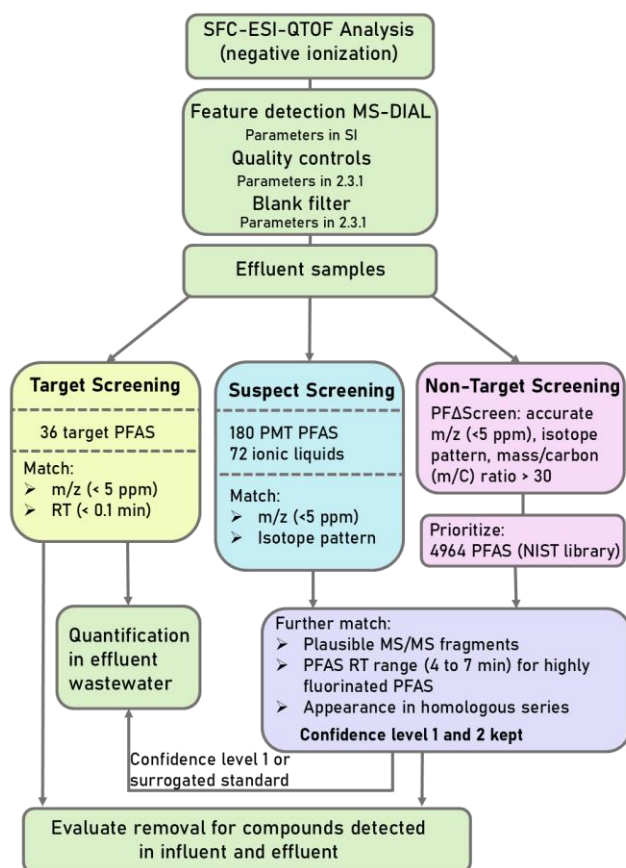 SFC-ESI-QTOF Analysis
(negative ionization)
Feature detection MS-DIAL
Parameters in SI
Quality controls
Parameters in 2.3.1
Blank filter
Parameters in 2.3.1
Effluent samples
Target Screening
36 target PFAS
Match:
➢ m/z (< 5 ppm)
➢ RT (< 0.1 min)
Suspect Screening
180 PMT PFAS
72 ionic liquids
Match:
➢ m/z (<5 ppm)
➢ Isotope pattern
Non-Target Screening
PFΔScreen: accurate
m/z (<5 ppm), isotope
pattern, mass/carbon
(m/C) ratio > 30
Prioritize:
4964 PFAS (NIST library)
Quantification
in effluent
wastewater
Further match:
➢ Plausible MS/MS fragments
➢ PFAS RT range (4 to 7 min) for highly
fluorinated PFAS
➢ Appearance in homologous series
Confidence level 1 and 2 kept
Confidence level 1 or
surrogated standard
Evaluate removal for compounds detected
in influent and effluent